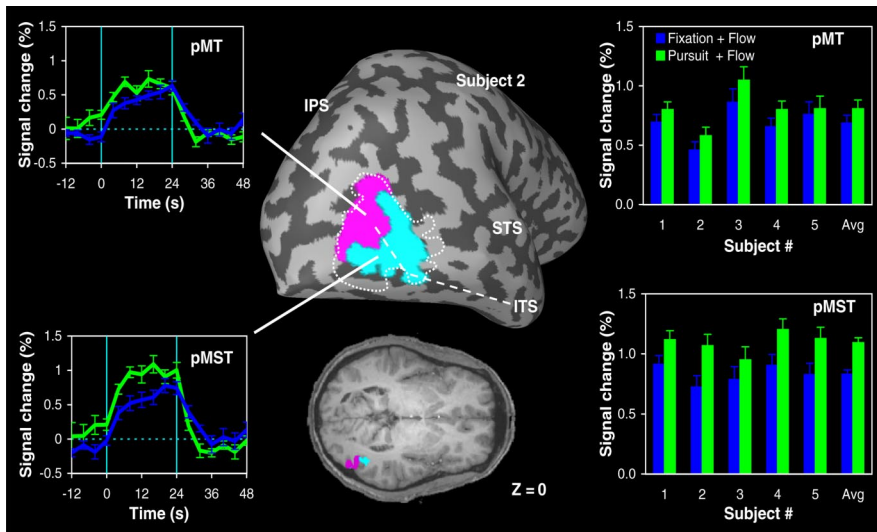 pMT
Signal change (%)
1.5
1
0.5
0
-0.5
-12 0 12 24 36 48
Time (s)
Subject 2
IPS
STS
ITS
pMT
Fixation + Flow
Pursuit + Flow
Signal change (%)
1.5
1.0
0.5
0.0
1 2 3 4 5 Avg
Subject #
pMST
Signal change (%)
1.5
1
0.5
0
-0.5
-12 0 12 24 36 48
Time (s)
Z = 0
pMST
Signal change (%)
1.5
1.0
0.5
0.0
1 2 3 4 5 Avg
Subject #